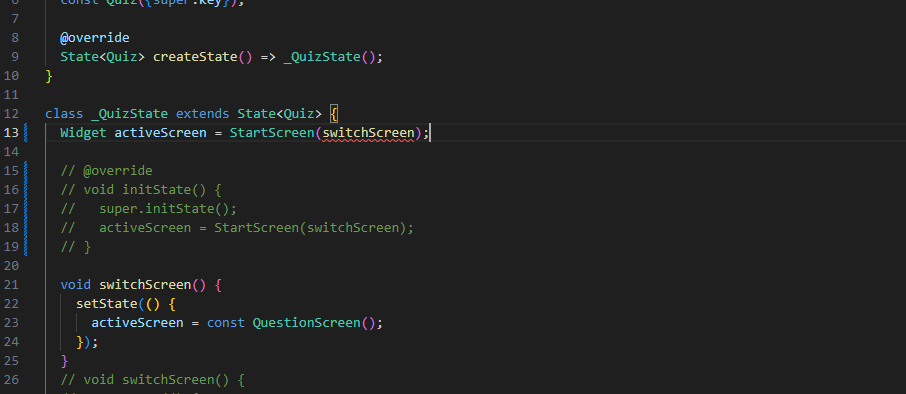 6 const Quiz({super.key});
7
8 @override
9 State<Quiz> createState() => _QuizState();
10 }
11
12 class _QuizState extends State<Quiz> {
13 Widget activeScreen = StartScreen(switchScreen);
14
15 // @override
16 // void initState() {
17 //   super.initState();
18 //   activeScreen = StartScreen(switchScreen);
19 // }
20
21 void switchScreen() {
22 setState(() {
23 activeScreen = const QuestionScreen();
24 });
25 }
26 // void switchScreen() {